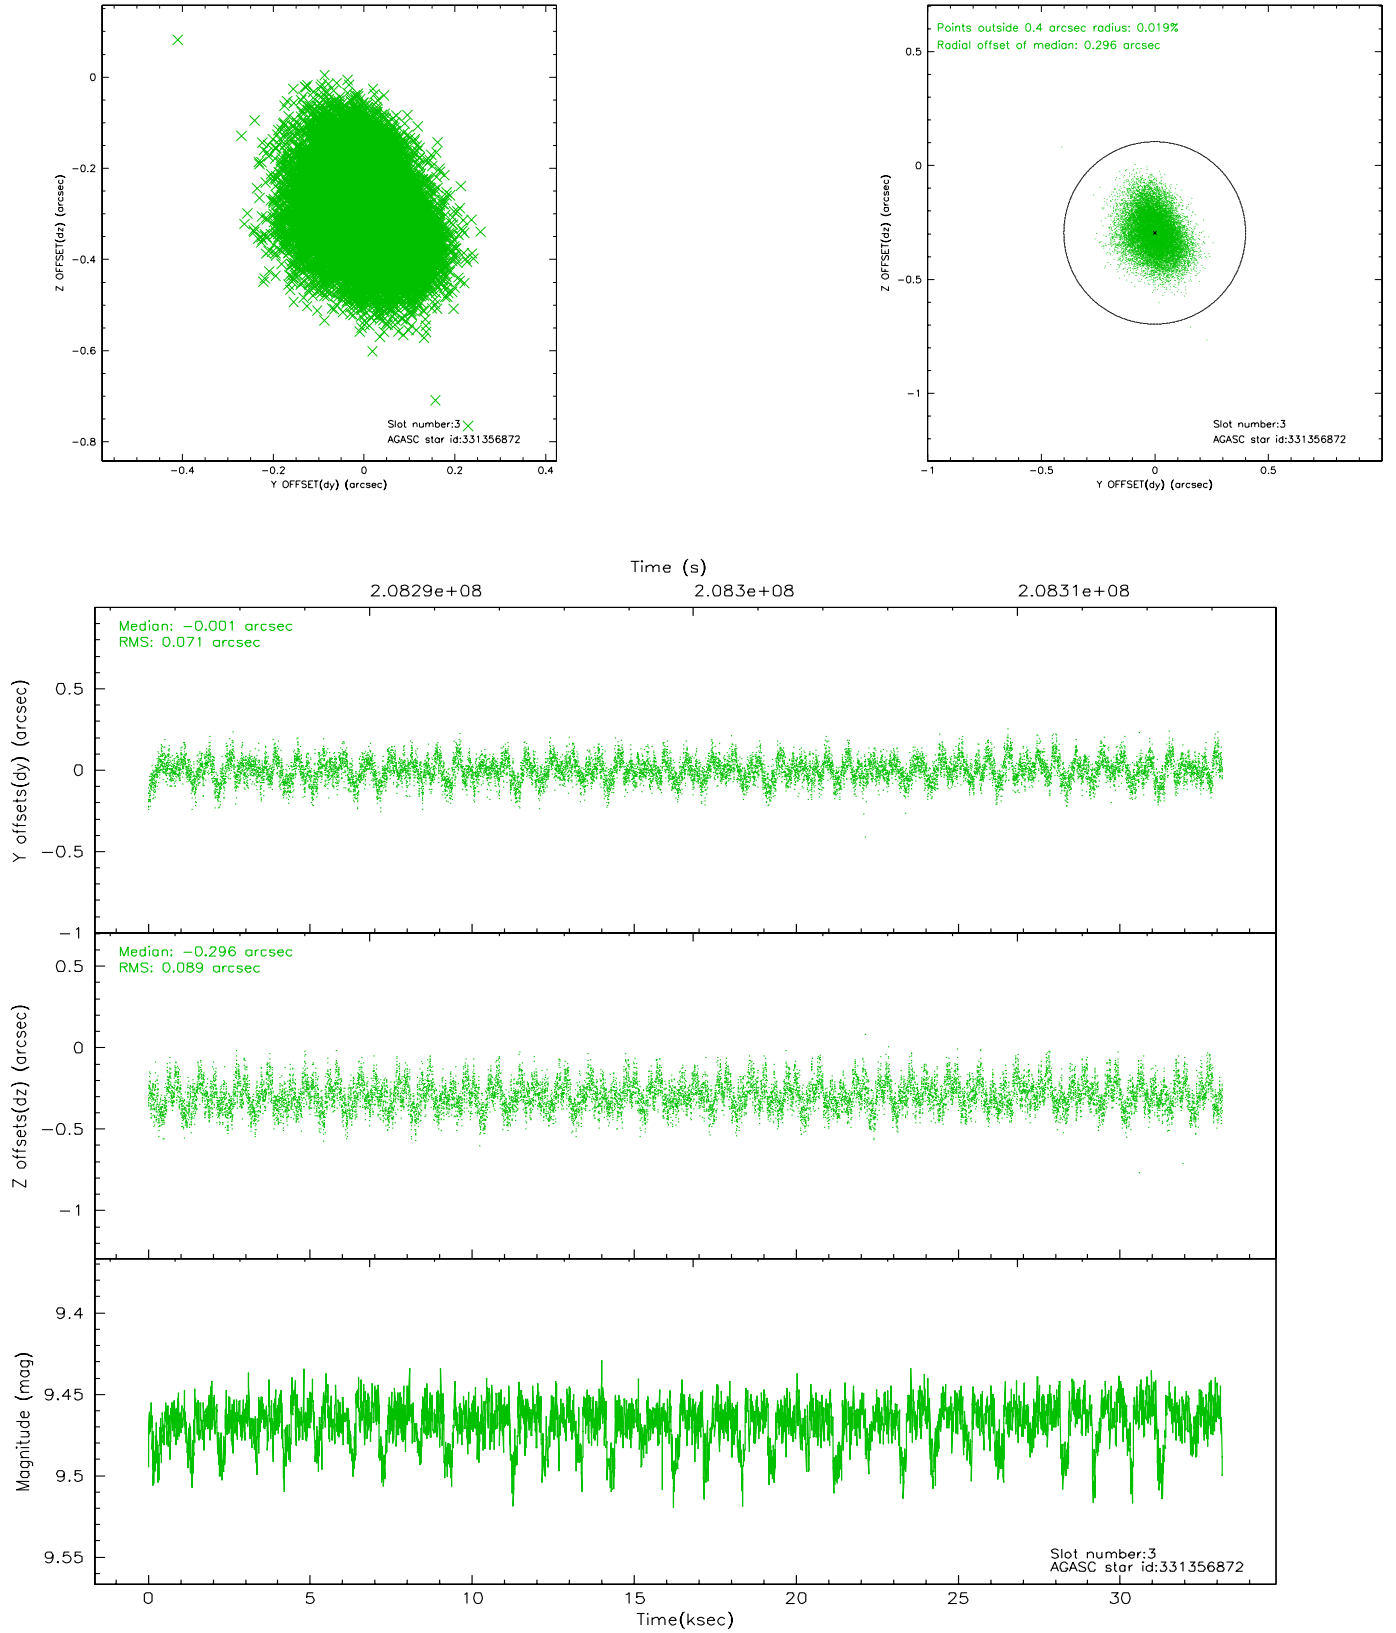 0
−0.2
−0.4
−0.6
−0.8
Z OFFSET(dz) (arcsec)
Slot number:3
AGASC star id:331356872
−0.4
−0.2
0
0.2
0.4
Y OFFSET(dy) (arcsec)
Points outside 0.4 arcsec radius: 0.019%
Radial offset of median: 0.296 arcsec
0.5
0
−0.5
−1
Z OFFSET(dz) (arcsec)
Slot number:3
AGASC star id:331356872
−1
−0.5
0
0.5
Y OFFSET(dy) (arcsec)
Time (s)
2.0829e+08
2.083e+08
2.0831e+08
Median: −0.001 arcsec
RMS: 0.071 arcsec
0.5
0
−0.5
−1
Y offsets(dy) (arcsec)
Median: −0.296 arcsec
RMS: 0.089 arcsec
0.5
0
−0.5
−1
Z offsets(dz) (arcsec)
9.4
9.45
9.5
9.55
Magnitude (mag)
Slot number:3
AGASC star id:331356872
0
5
10
15
20
25
30
Time(ksec)